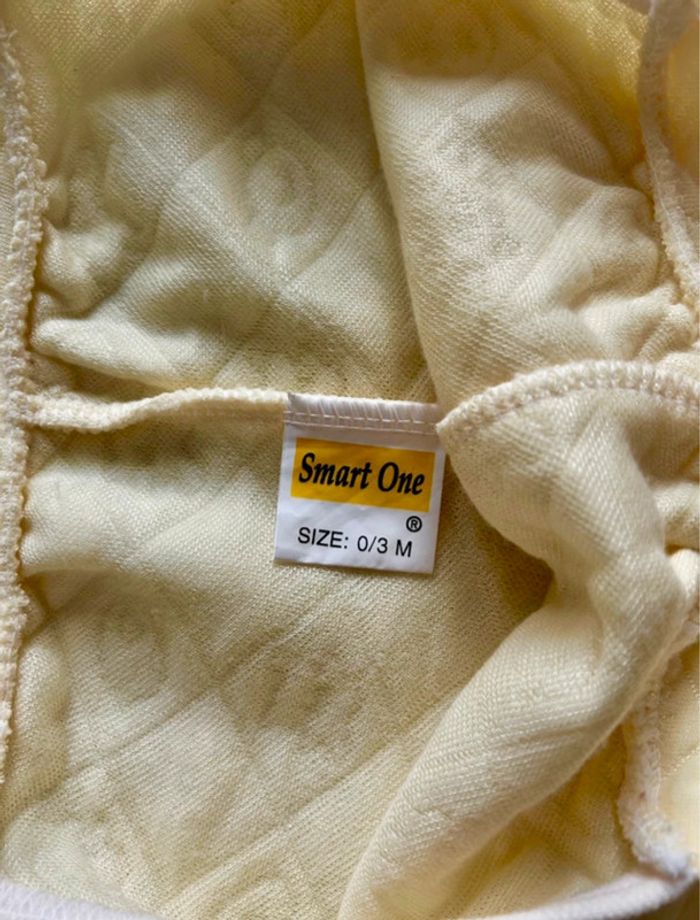 Smart One
®
SIZE: 0/3 M